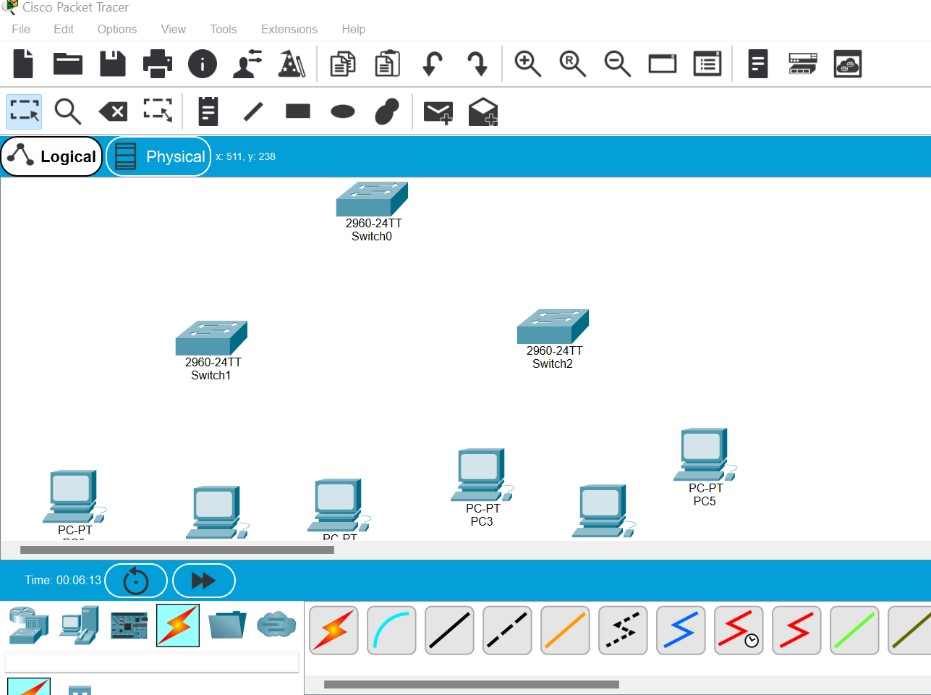 Cisco Packet Tracer
File Edit Options View Tools Extensions Help
R
Logical
Physical
x: 511, y: 238
2960-24TT
Switch0
2960-24TT
Switch1
2960-24TT
Switch2
PC-PT
PC5
PC-PT
PC3
PC-PT
PC-PT
Time: 00:06:13